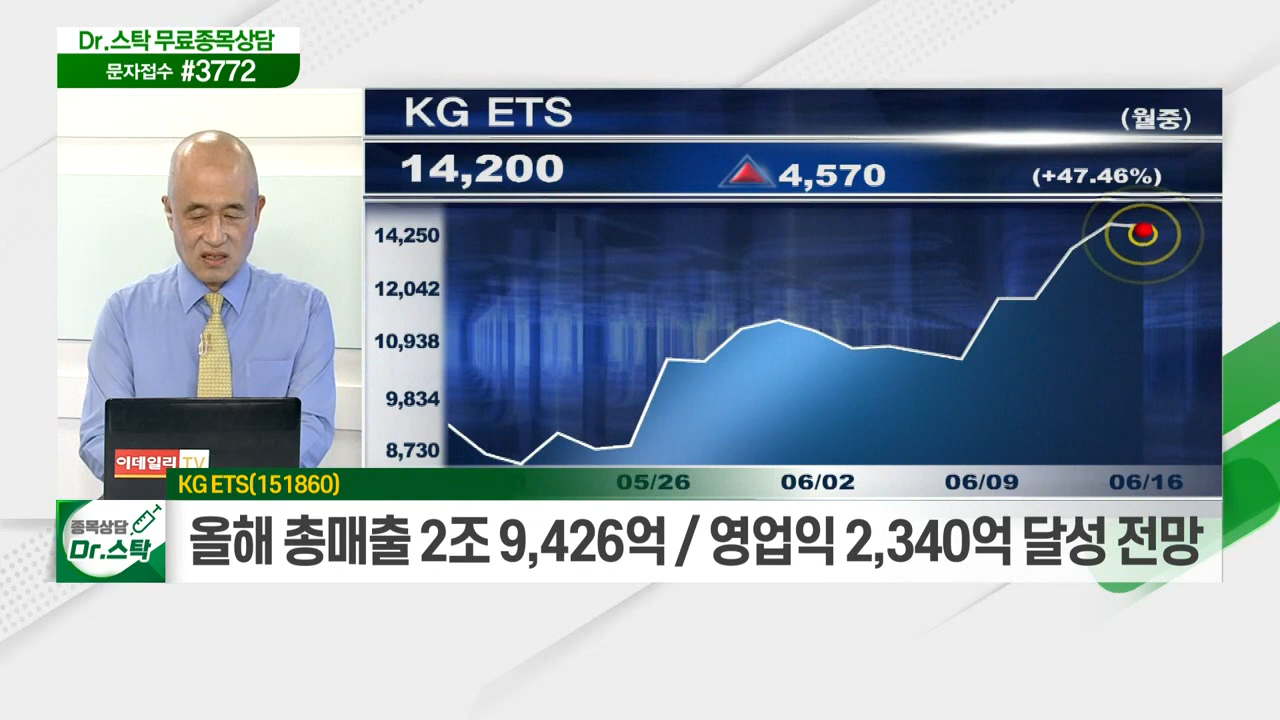 Dr.스탁 무료종목상담
문자접수 #3772
KG ETS
(월중)
14,200
4,570
(+47.46%)
14,250
12,042
10,938
9,834
8,730
05/26
06/02
06/09
06/16
이데일리TV
KG ETS(151860)
종목상담
Dr.스탁
올해 총매출 2조 9,426억 / 영업익 2,340억 달성 전망